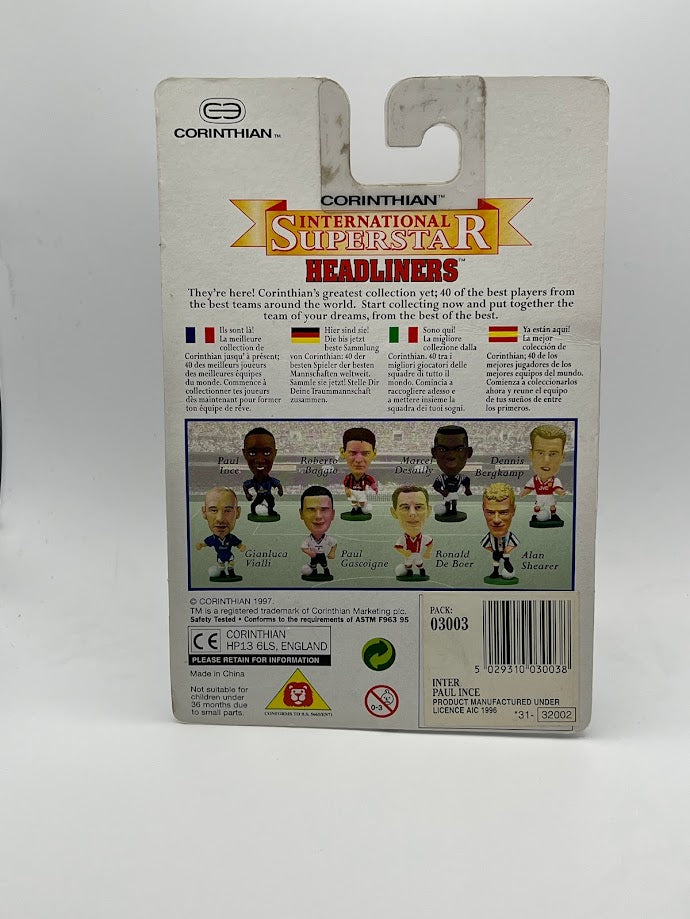 CORINTHIAN™
CORINTHIAN™
INTERNATIONAL
SUPERSTAR
HEADLINERS™
They're here! Corinthian's greatest collection yet; 40 of the best players from
the best teams around the world. Start collecting now and put together the
team of your dreams, from the best of the best.
Ils sont là!
La meilleure
collection de
Corinthian jusqu' à présent;
40 des meilleurs joueurs
des meilleures équipes
du monde. Commence à
collectionner tes joueurs
dès maintenant pour former
ton équipe de rêve.
Hier sind sie!
Die bis jetzt
beste Sammlung
von Corinthian: 40 der
besten Spieler der besten
Mannschaften weltweit.
Sammle sie jetzt! Stelle Dir
Deine Traummannschaft
zusammen.
Sono qui!
La migliore
collezione dalla
Corinthian. 40 tra i
migliori giocatori delle
squadre di tutto il
mondo. Comincia a
raccogliere adesso e
a mettere insieme la
squadra dei tuoi sogni.
Ya están aquí!
La mejor
colección de
Corinthian; 40 de los
mejores jugadores de los
mejores equipos del mundo.
Comienza a coleccionarlos
ahora y reune el equipo
de tus sueños de entre
los primeros.
Paul
Ince
Roberto
Baggio
Marcel
Desailly
Dennis
Bergkamp
Gianluca
Vialli
Paul
Gascoigne
Ronald
De Boer
Alan
Shearer
© CORINTHIAN 1997.
TM is a registered trademark of Corinthian Marketing plc.
Safety Tested • Conforms to the requirements of ASTM F963 95
CE CORINTHIAN
HP13 6LS, ENGLAND
PLEASE RETAIN FOR INFORMATION
Made in China
Not suitable for
children under
36 months due
to small parts.
CONFORMS TO B.S. 5665(EN71)
0-3
PACK:
03003
5 029310 030038
INTER
PAUL INCE
PRODUCT MANUFACTURED UNDER
LICENCE AIC 1996
*31- 32002